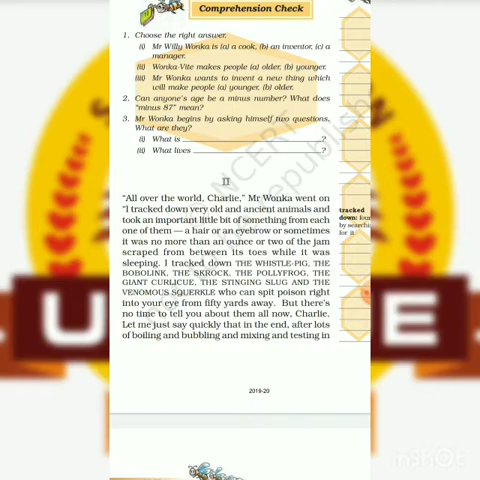 Comprehension Check
1. Choose the right answer.
(i) Mr Willy Wonka is (a) a cook, (b) an inventor, (c) a
manager.
(ii) Wonka-Vite makes people (a) older, (b) younger.
(iii) Mr Wonka wants to invent a new thing which
will make people (a) younger, (b) older.
2. Can anyone's age be a minus number? What does
"minus 87" mean?
3. Mr Wonka begins by asking himself two questions,
What are they?
(i) What is ?
(ii) What lives ?
II
"All over the world, Charlie," Mr Wonka went on
"I tracked down very old and ancient animals and
took an important little bit of something from each
one of them — a hair or an eyebrow or sometimes
it was no more than an ounce or two of the jam
scraped from between its toes while it was
sleeping. I tracked down THE WHISTLE-PIG, THE
BOBOLINK, THE SKROCK, THE POLLYFROG, THE
GIANT CURLICUE, THE STINGING SLUG AND THE
VENOMOUS SQUERKLE who can spit poison right
into your eye from fifty yards away. But there's
no time to tell you about them all now, Charlie,
Let me just say quickly that in the end, after lots
of boiling and bubbling and mixing and testing in
tracked
down: four
by searchi
for it
2019-20
U
E
InShOt